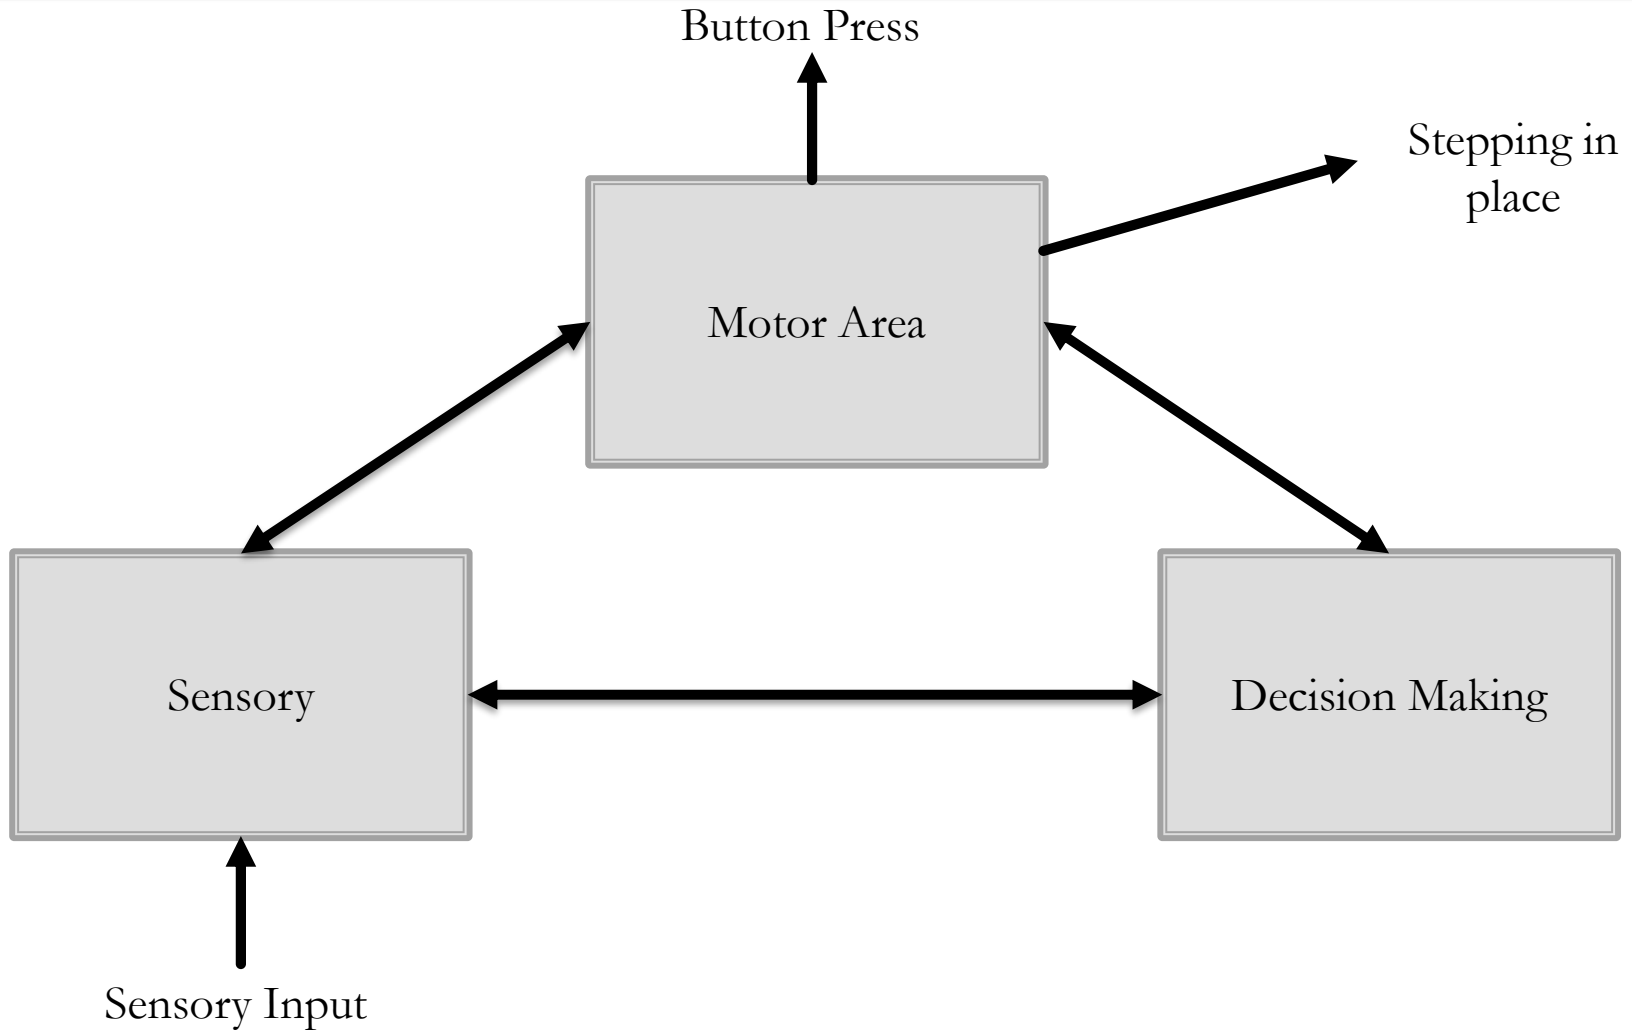 Button Press
Stepping in
place
Motor Area
Sensory
Decision Making
Sensory Input